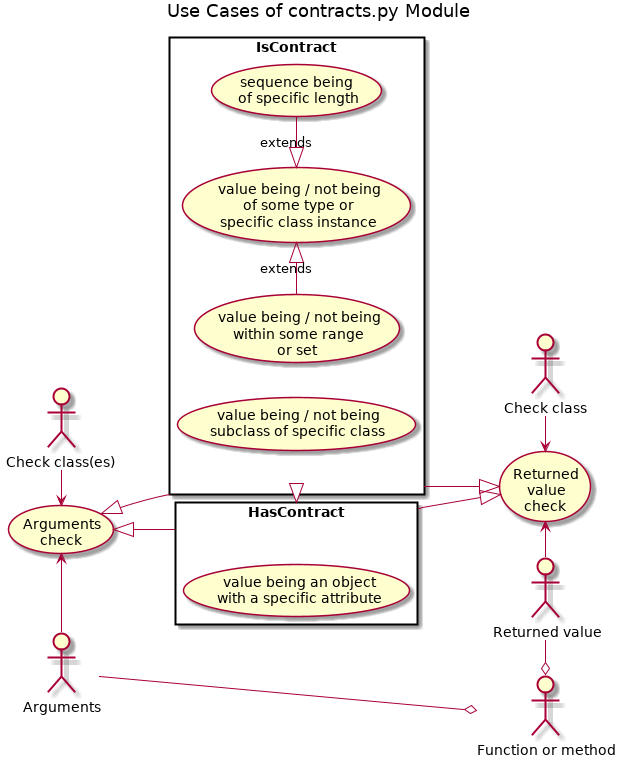 Use Cases of contracts.py Module
IsContract
sequence being
of specific length
extends
value being / not being
of some type or
specific class instance
extends
value being / not being
within some range
or set
value being / not being
subclass of specific class
Check class
Check class(es)
Returned
value
check
HasContract
Arguments
check
value being an object
with a specific attribute
Returned value
Arguments
Function or method